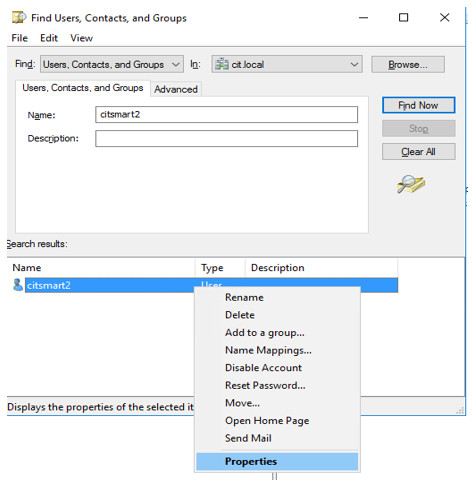 Find Users, Contacts, and Groups
File Edit View
Find: Users, Contacts, and Groups In: cit.local Browse...
Users, Contacts, and Groups Advanced
Name: citsmart2
Description:
Find Now
Stop
Clear All
Search results:
Name Type Description
citsmart2 User
Rename
Delete
Add to a group...
Name Mappings...
Disable Account
Reset Password...
Move...
Open Home Page
Send Mail
Properties
Displays the properties of the selected it